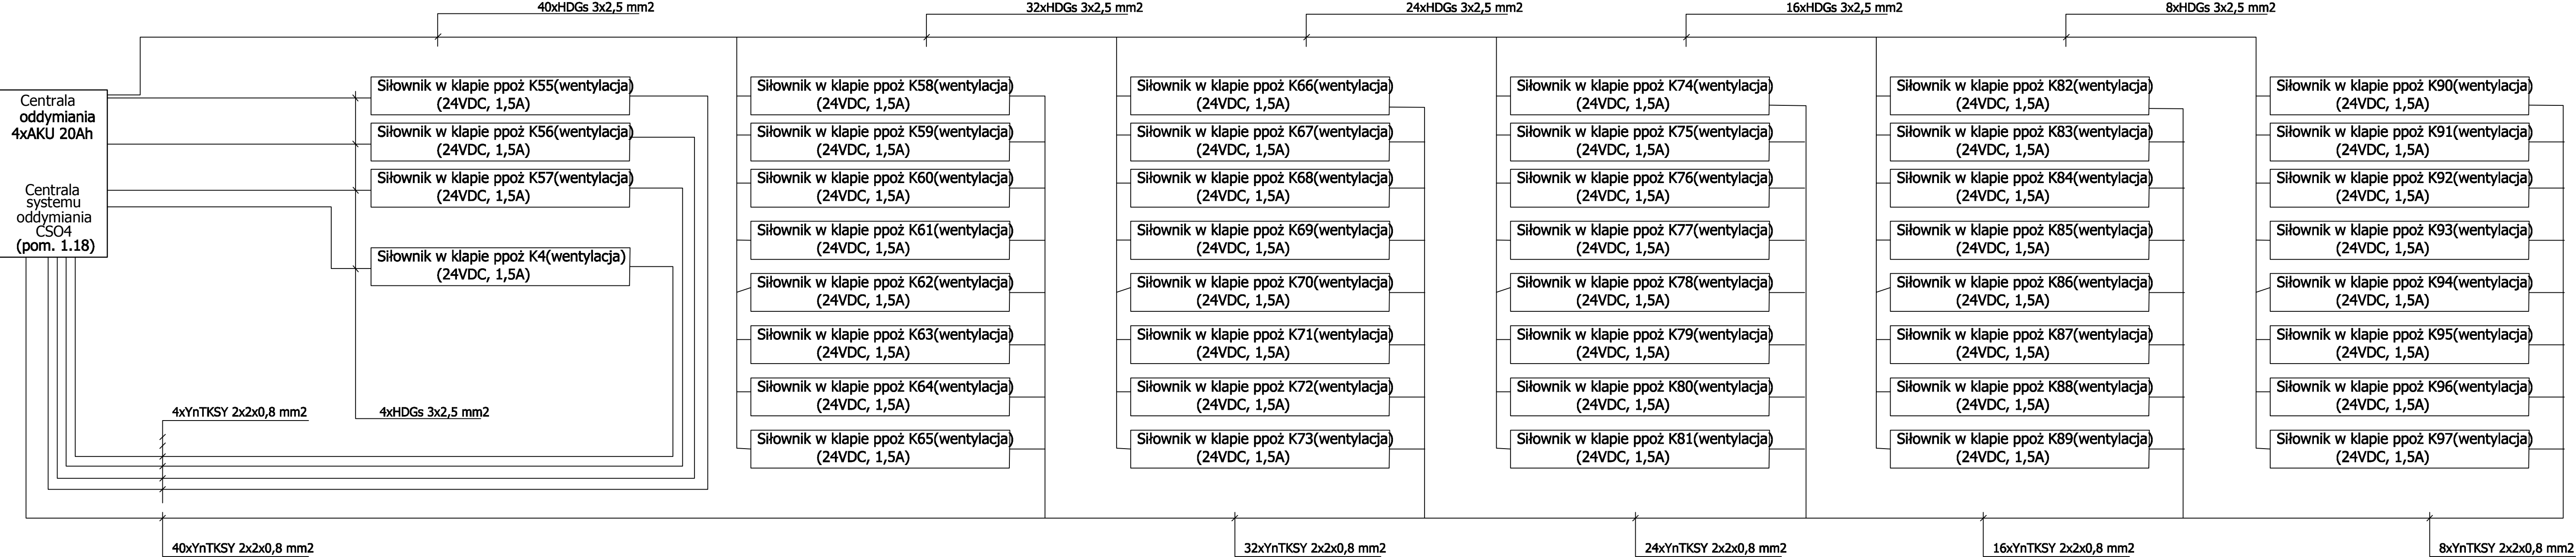 40xHDGs 3x2,5 mm2
32xHDGs 3x2,5 mm2
24xHDGs 3x2,5 mm2
16xHDGs 3x2,5 mm2
8xHDGs 3x2,5 mm2
Centrala
oddymiania
4xAKU 20Ah
Centrala
systemu
oddymiania
CSO4
(pom. 1.18)
Siłownik w klapie ppoż K55(wentylacja)
(24VDC, 1,5A)
Siłownik w klapie ppoż K56(wentylacja)
(24VDC, 1,5A)
Siłownik w klapie ppoż K57(wentylacja)
(24VDC, 1,5A)
Siłownik w klapie ppoż K4(wentylacja)
(24VDC, 1,5A)
4xYnTKSY 2x2x0,8 mm2
4xHDGs 3x2,5 mm2
Siłownik w klapie ppoż K58(wentylacja)
(24VDC, 1,5A)
Siłownik w klapie ppoż K59(wentylacja)
(24VDC, 1,5A)
Siłownik w klapie ppoż K60(wentylacja)
(24VDC, 1,5A)
Siłownik w klapie ppoż K61(wentylacja)
(24VDC, 1,5A)
Siłownik w klapie ppoż K62(wentylacja)
(24VDC, 1,5A)
Siłownik w klapie ppoż K63(wentylacja)
(24VDC, 1,5A)
Siłownik w klapie ppoż K64(wentylacja)
(24VDC, 1,5A)
Siłownik w klapie ppoż K65(wentylacja)
(24VDC, 1,5A)
Siłownik w klapie ppoż K66(wentylacja)
(24VDC, 1,5A)
Siłownik w klapie ppoż K67(wentylacja)
(24VDC, 1,5A)
Siłownik w klapie ppoż K68(wentylacja)
(24VDC, 1,5A)
Siłownik w klapie ppoż K69(wentylacja)
(24VDC, 1,5A)
Siłownik w klapie ppoż K70(wentylacja)
(24VDC, 1,5A)
Siłownik w klapie ppoż K71(wentylacja)
(24VDC, 1,5A)
Siłownik w klapie ppoż K72(wentylacja)
(24VDC, 1,5A)
Siłownik w klapie ppoż K73(wentylacja)
(24VDC, 1,5A)
Siłownik w klapie ppoż K74(wentylacja)
(24VDC, 1,5A)
Siłownik w klapie ppoż K75(wentylacja)
(24VDC, 1,5A)
Siłownik w klapie ppoż K76(wentylacja)
(24VDC, 1,5A)
Siłownik w klapie ppoż K77(wentylacja)
(24VDC, 1,5A)
Siłownik w klapie ppoż K78(wentylacja)
(24VDC, 1,5A)
Siłownik w klapie ppoż K79(wentylacja)
(24VDC, 1,5A)
Siłownik w klapie ppoż K80(wentylacja)
(24VDC, 1,5A)
Siłownik w klapie ppoż K81(wentylacja)
(24VDC, 1,5A)
Siłownik w klapie ppoż K82(wentylacja)
(24VDC, 1,5A)
Siłownik w klapie ppoż K83(wentylacja)
(24VDC, 1,5A)
Siłownik w klapie ppoż K84(wentylacja)
(24VDC, 1,5A)
Siłownik w klapie ppoż K85(wentylacja)
(24VDC, 1,5A)
Siłownik w klapie ppoż K86(wentylacja)
(24VDC, 1,5A)
Siłownik w klapie ppoż K87(wentylacja)
(24VDC, 1,5A)
Siłownik w klapie ppoż K88(wentylacja)
(24VDC, 1,5A)
Siłownik w klapie ppoż K89(wentylacja)
(24VDC, 1,5A)
Siłownik w klapie ppoż K90(wentylacja)
(24VDC, 1,5A)
Siłownik w klapie ppoż K91(wentylacja)
(24VDC, 1,5A)
Siłownik w klapie ppoż K92(wentylacja)
(24VDC, 1,5A)
Siłownik w klapie ppoż K93(wentylacja)
(24VDC, 1,5A)
Siłownik w klapie ppoż K94(wentylacja)
(24VDC, 1,5A)
Siłownik w klapie ppoż K95(wentylacja)
(24VDC, 1,5A)
Siłownik w klapie ppoż K96(wentylacja)
(24VDC, 1,5A)
Siłownik w klapie ppoż K97(wentylacja)
(24VDC, 1,5A)
40xYnTKSY 2x2x0,8 mm2
32xYnTKSY 2x2x0,8 mm2
24xYnTKSY 2x2x0,8 mm2
16xYnTKSY 2x2x0,8 mm2
8xYnTKSY 2x2x0,8 mm2